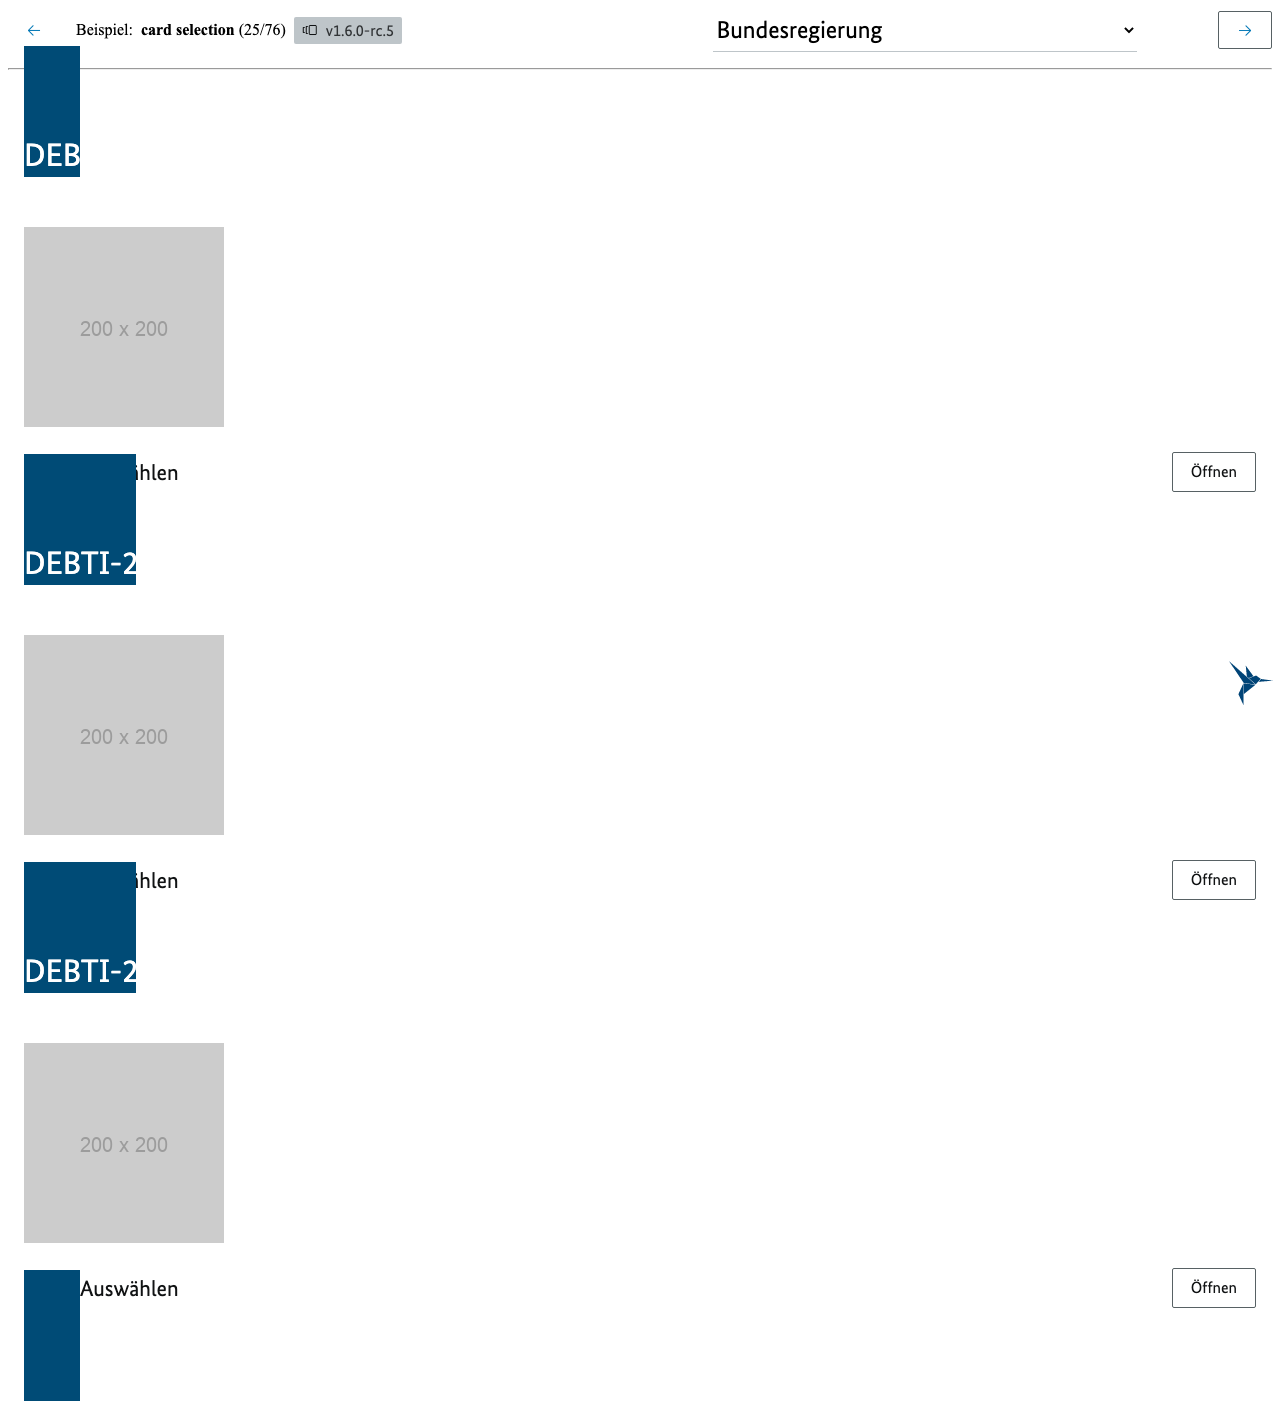 Beispiel: card selection (25/76) v1.6.0-rc.5 Bundesregierung
DEB
200 x 200
ählen Öffnen
DEBTI-2
200 x 200
ählen Öffnen
DEBTI-2
200 x 200
Auswählen Öffnen